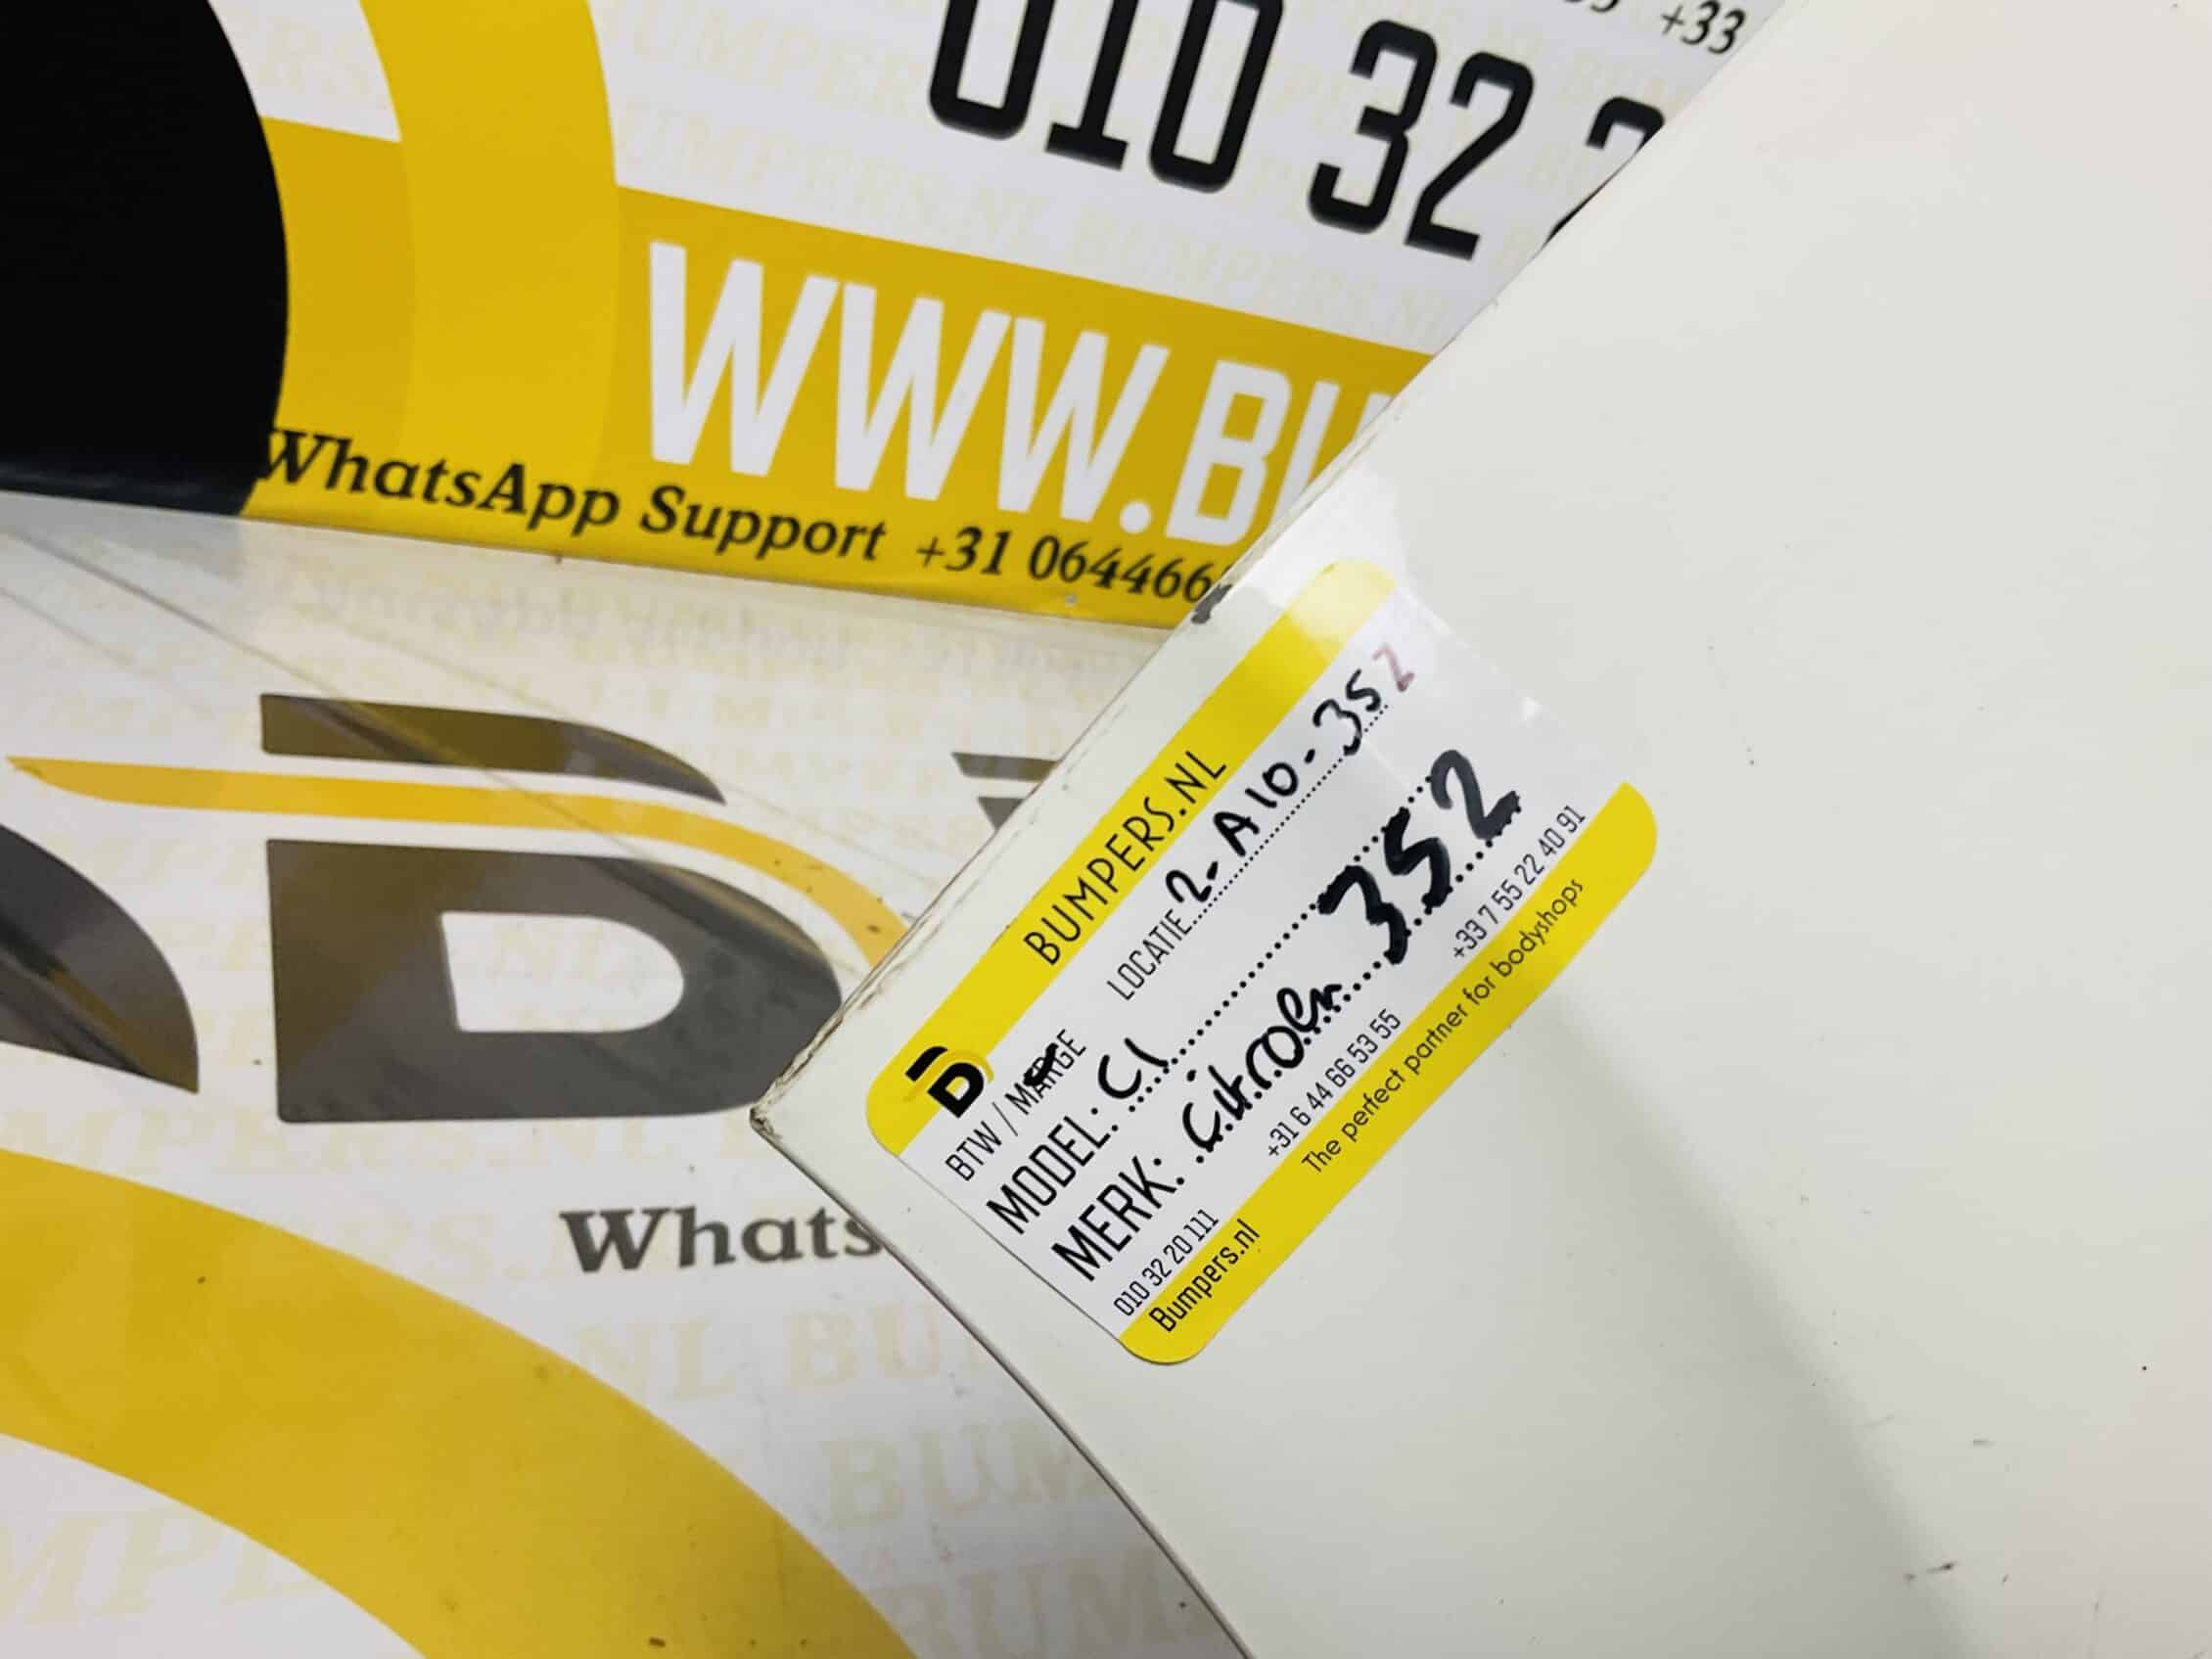 +33
010 32 2
WWW.BU
WhatsApp Support +31 064466
Whats
BUMPERS.NL
BTW / MARGE LOCATIE 2-A10-352
MODEL: C1
MERK: Citroen 352
010 32 20 111 +31 6 44 66 53 55 +33 7 55 22 40 91
Bumpers.nl The perfect partner for bodyshops